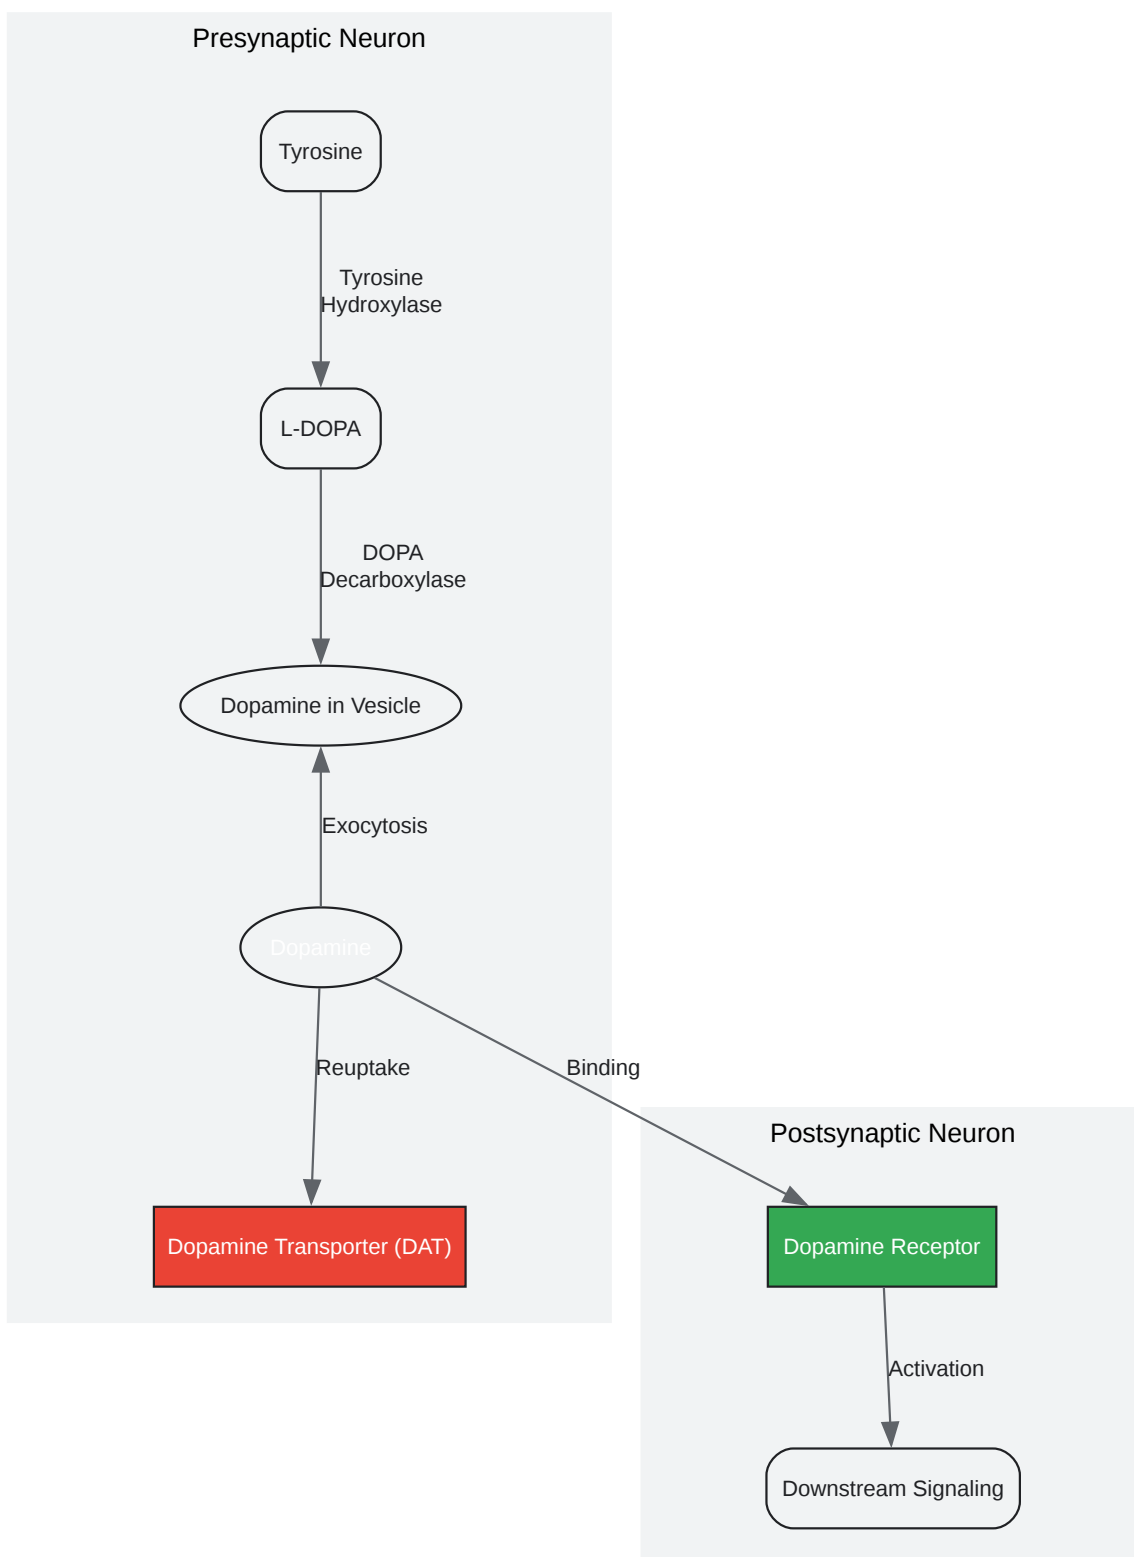 Presynaptic Neuron
Tyrosine
Tyrosine
Hydroxylase
L-DOPA
DOPA
Decarboxylase
Dopamine in Vesicle
Exocytosis
Dopamine
Reuptake
Binding
Postsynaptic Neuron
Dopamine Transporter (DAT)
Dopamine Receptor
Activation
Downstream Signaling